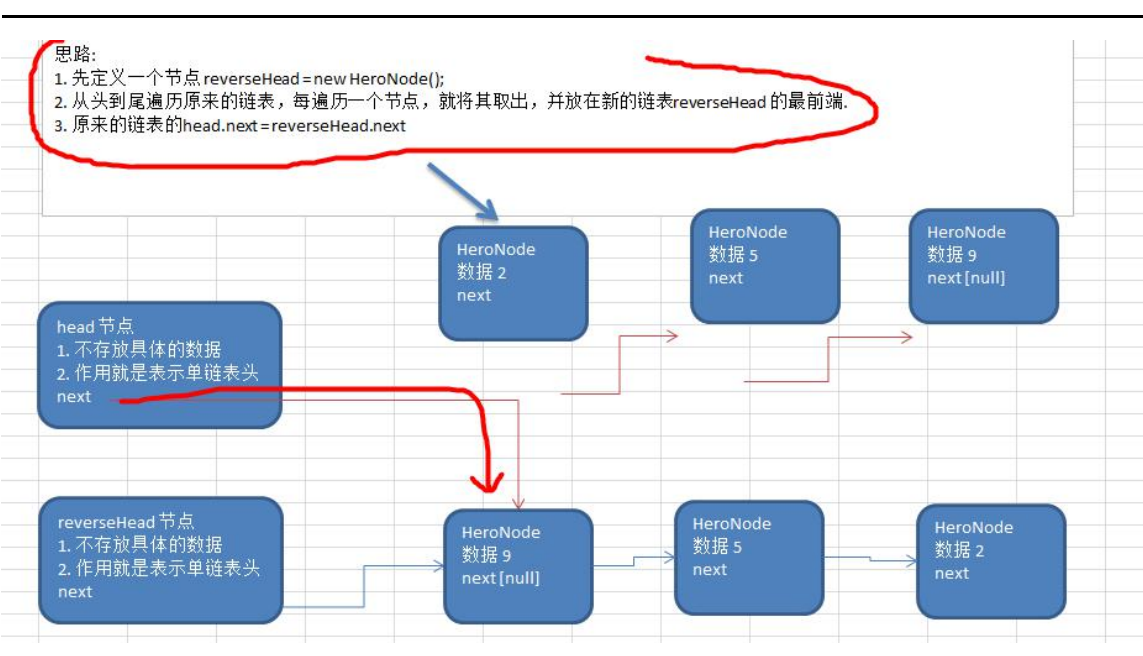 思路:
1. 先定义一个节点 reverseHead = new HeroNode();
2. 从头到尾遍历原来的链表，每遍历一个节点，就将其取出，并放在新的链表reverseHead 的最前端.
3. 原来的链表的head.next = reverseHead.next
HeroNode
数据 2
next
HeroNode
数据 5
next
HeroNode
数据 9
next [null]
head 节点
1. 不存放具体的数据
2. 作用就是表示单链表头
next
reverseHead 节点
1. 不存放具体的数据
2. 作用就是表示单链表头
next
HeroNode
数据 9
next [null]
HeroNode
数据 5
next
HeroNode
数据 2
next